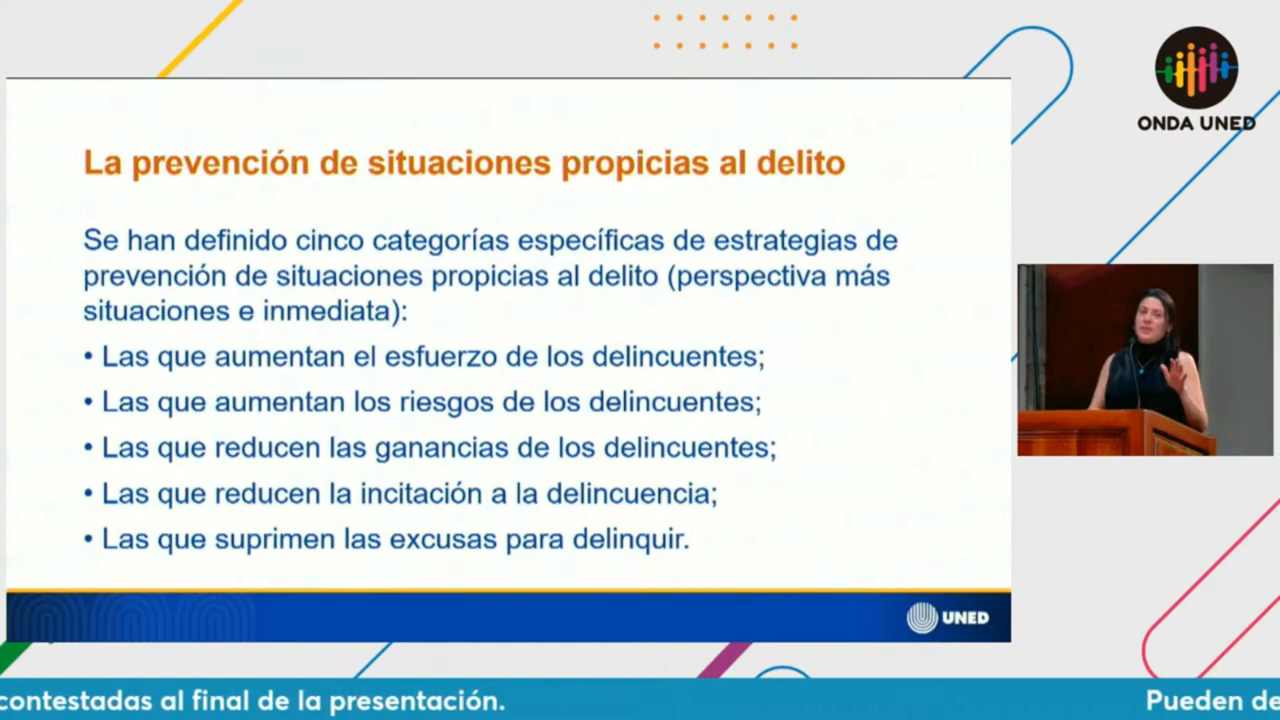 ONDA UNED
La prevención de situaciones propicias al delito
Se han definido cinco categorías específicas de estrategias de
prevención de situaciones propicias al delito (perspectiva más
situaciones e inmediata):
• Las que aumentan el esfuerzo de los delincuentes;
• Las que aumentan los riesgos de los delincuentes;
• Las que reducen las ganancias de los delincuentes;
• Las que reducen la incitación a la delincuencia;
• Las que suprimen las excusas para delinquir.
UNED
contestadas al final de la presentación.
Pueden de